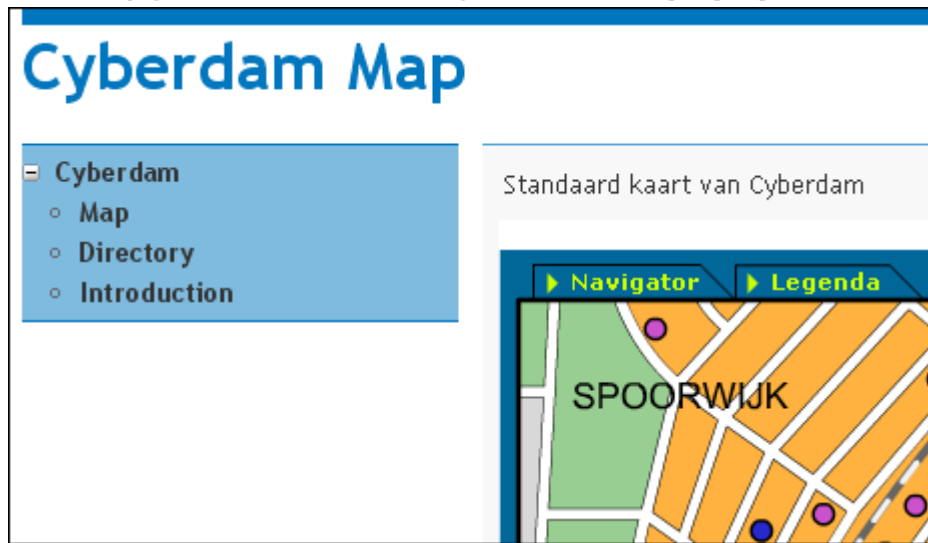 Cyberdam Map
Cyberdam
Map
Directory
Introduction
Standaard kaart van Cyberdam
Navigator
Legenda
SPOORWIJK